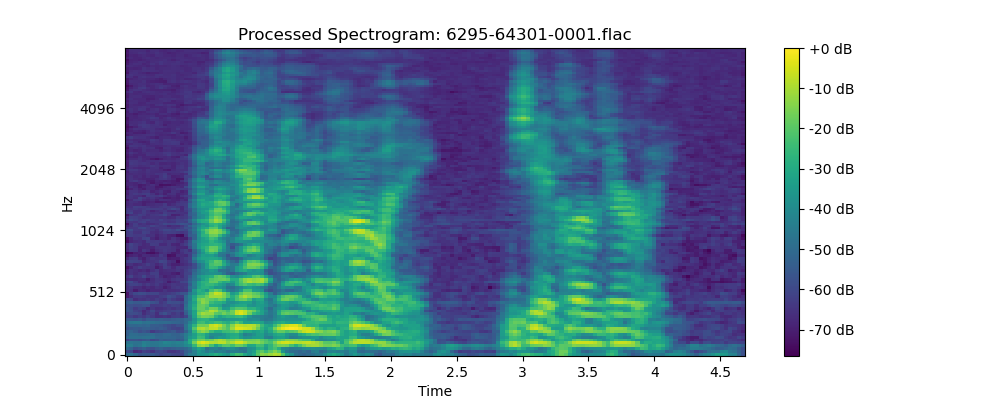 Processed Spectrogram: 6295-64301-0001.flac
Hz
4096
2048
1024
512
0
0 0.5 1 1.5 2 2.5 3 3.5 4 4.5
Time
+0 dB
-10 dB
-20 dB
-30 dB
-40 dB
-50 dB
-60 dB
-70 dB